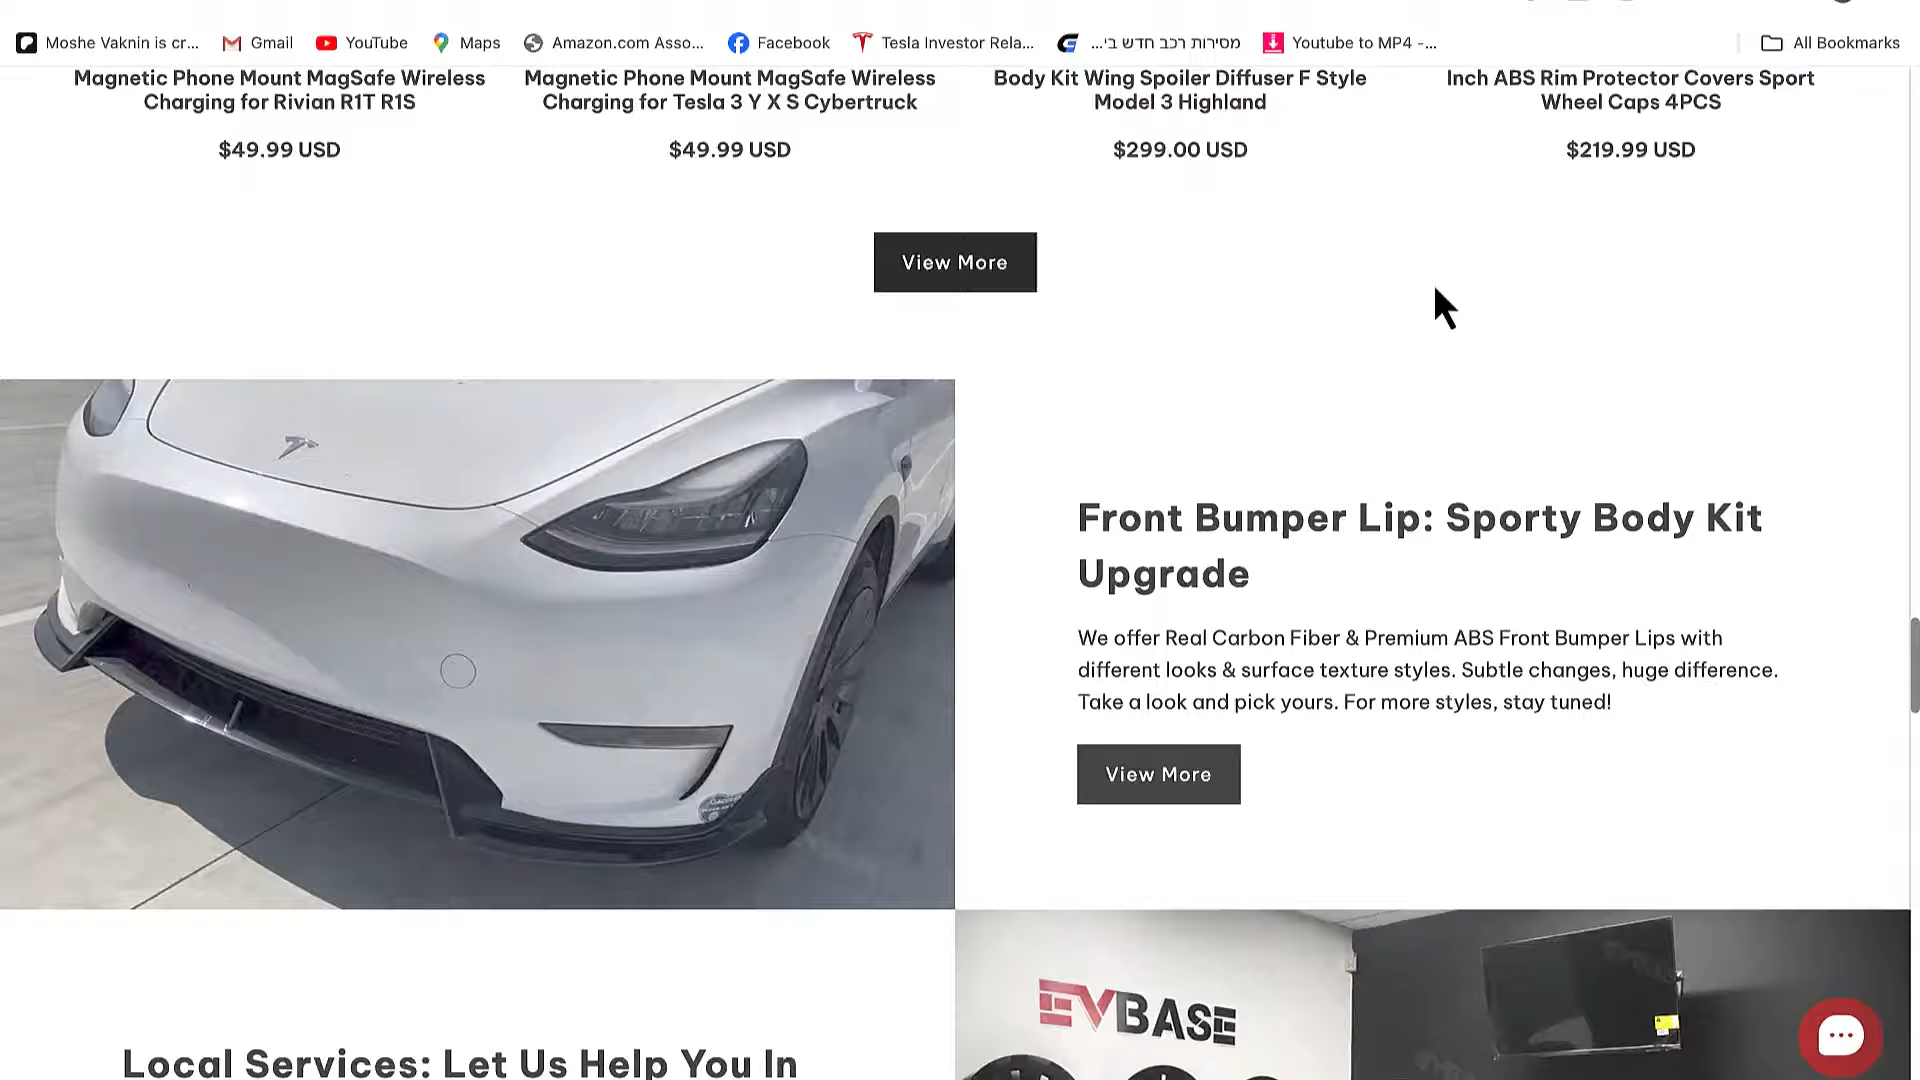 Moshe Vaknin is cr...
Gmail
YouTube
Maps
Amazon.com Asso...
Facebook
Tesla Investor Rela...
מסירות רכב חדש בי...
Youtube to MP4 -...
All Bookmarks
Magnetic Phone Mount MagSafe Wireless
Charging for Rivian R1T R1S
$49.99 USD
Magnetic Phone Mount MagSafe Wireless
Charging for Tesla 3 Y X S Cybertruck
$49.99 USD
Body Kit Wing Spoiler Diffuser F Style
Model 3 Highland
$299.00 USD
Inch ABS Rim Protector Covers Sport
Wheel Caps 4PCS
$219.99 USD
View More
Front Bumper Lip: Sporty Body Kit
Upgrade
We offer Real Carbon Fiber & Premium ABS Front Bumper Lips with
different looks & surface texture styles. Subtle changes, huge difference.
Take a look and pick yours. For more styles, stay tuned!
View More
Local Services: Let Us Help You In
EVBASE